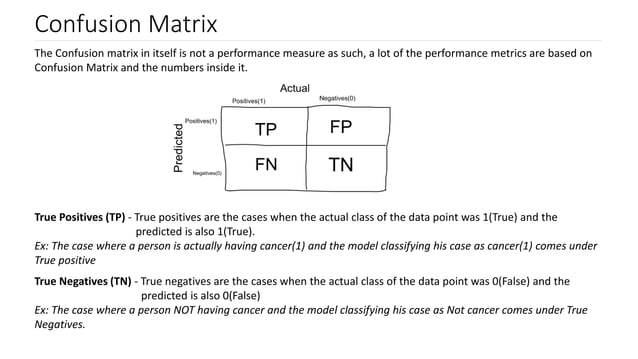 Confusion Matrix
The Confusion matrix in itself is not a performance measure as such, a lot of the performance metrics are based on
Confusion Matrix and the numbers inside it.
Actual
Positives(1) Negatives(0)
Predicted
Positives(1) TP FP
Negatives(0) FN TN
True Positives (TP) - True positives are the cases when the actual class of the data point was 1(True) and the
predicted is also 1(True).
Ex: The case where a person is actually having cancer(1) and the model classifying his case as cancer(1) comes under
True positive
True Negatives (TN) - True negatives are the cases when the actual class of the data point was 0(False) and the
predicted is also 0(False)
Ex: The case where a person NOT having cancer and the model classifying his case as Not cancer comes under True
Negatives.